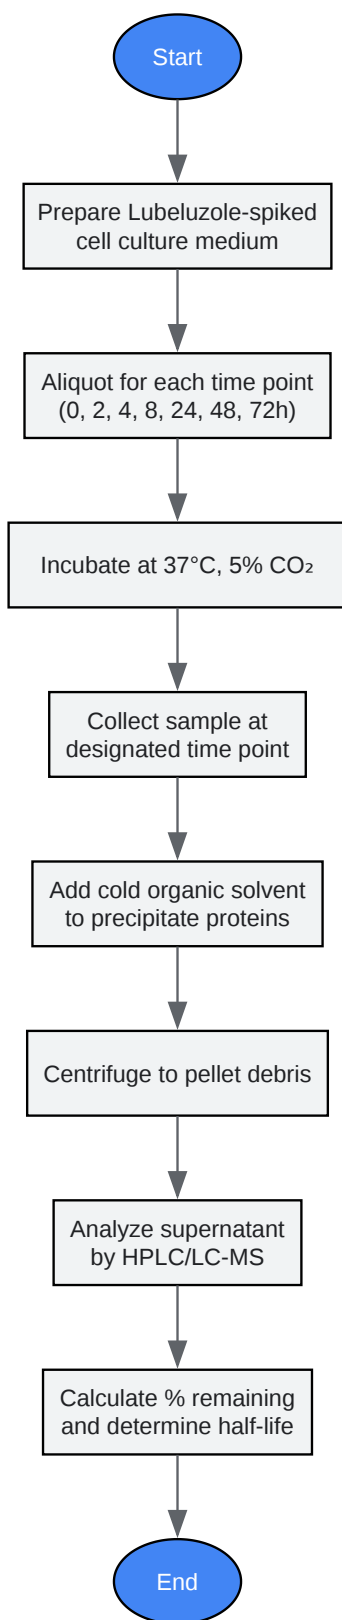 Start
Prepare Lubeluzole-spiked
cell culture medium
Aliquot for each time point
(0, 2, 4, 8, 24, 48, 72h)
Incubate at 37°C, 5% CO₂
Collect sample at
designated time point
Add cold organic solvent
to precipitate proteins
Centrifuge to pellet debris
Analyze supernatant
by HPLC/LC-MS
Calculate % remaining
and determine half-life
End